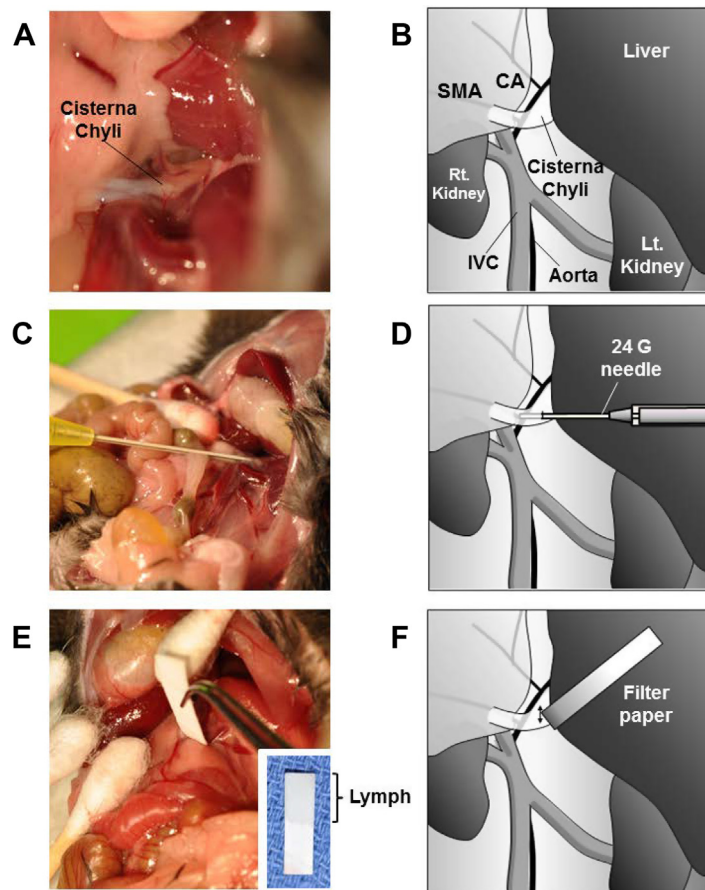 A
Cisterna
Chyli
B
Liver
CA
SMA
Rt.
Kidney
Cisterna
Chyli
Lt.
Kidney
IVC
Aorta
C
D
24 G
needle
E
Lymph
F
Filter
paper